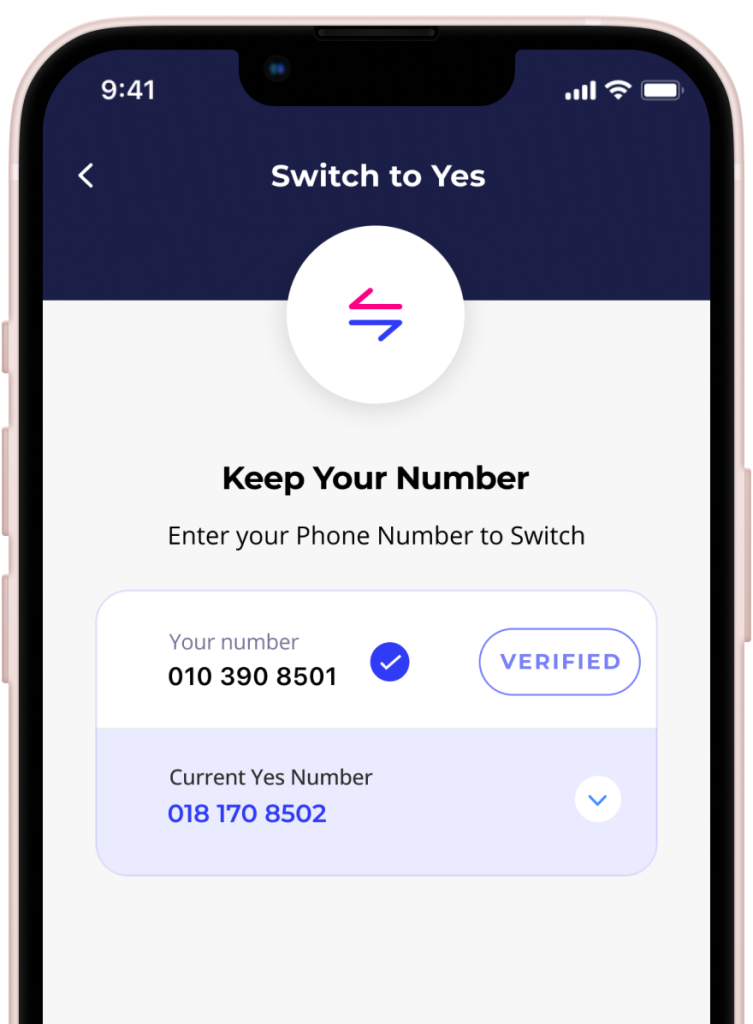 9:41
Switch to Yes
Keep Your Number
Enter your Phone Number to Switch
Your number
010 390 8501
VERIFIED
Current Yes Number
018 170 8502